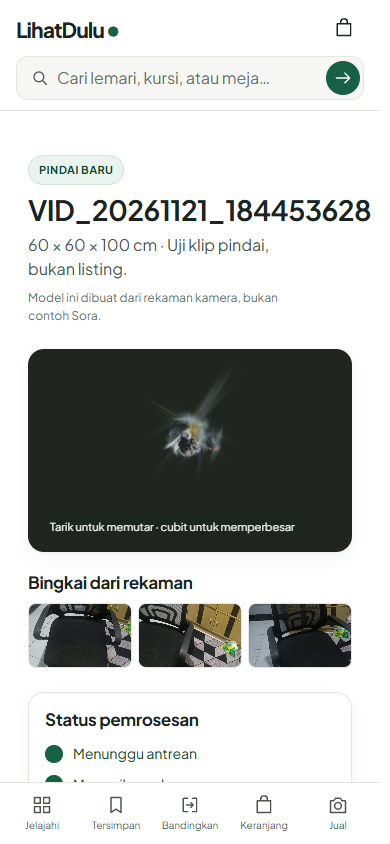 LihatDulu
Cari lemari, kursi, atau meja…
PINDAI BARU
VID_20261121_184453628
60 × 60 × 100 cm · Uji klip pindai,
bukan listing.
Model ini dibuat dari rekaman kamera, bukan
contoh Sora.
Tarik untuk memutar · cubit untuk memperbesar
Bingkai dari rekaman
Status pemrosesan
Menunggu antrean
Jelajahi
Tersimpan
Bandingkan
Keranjang
Jual